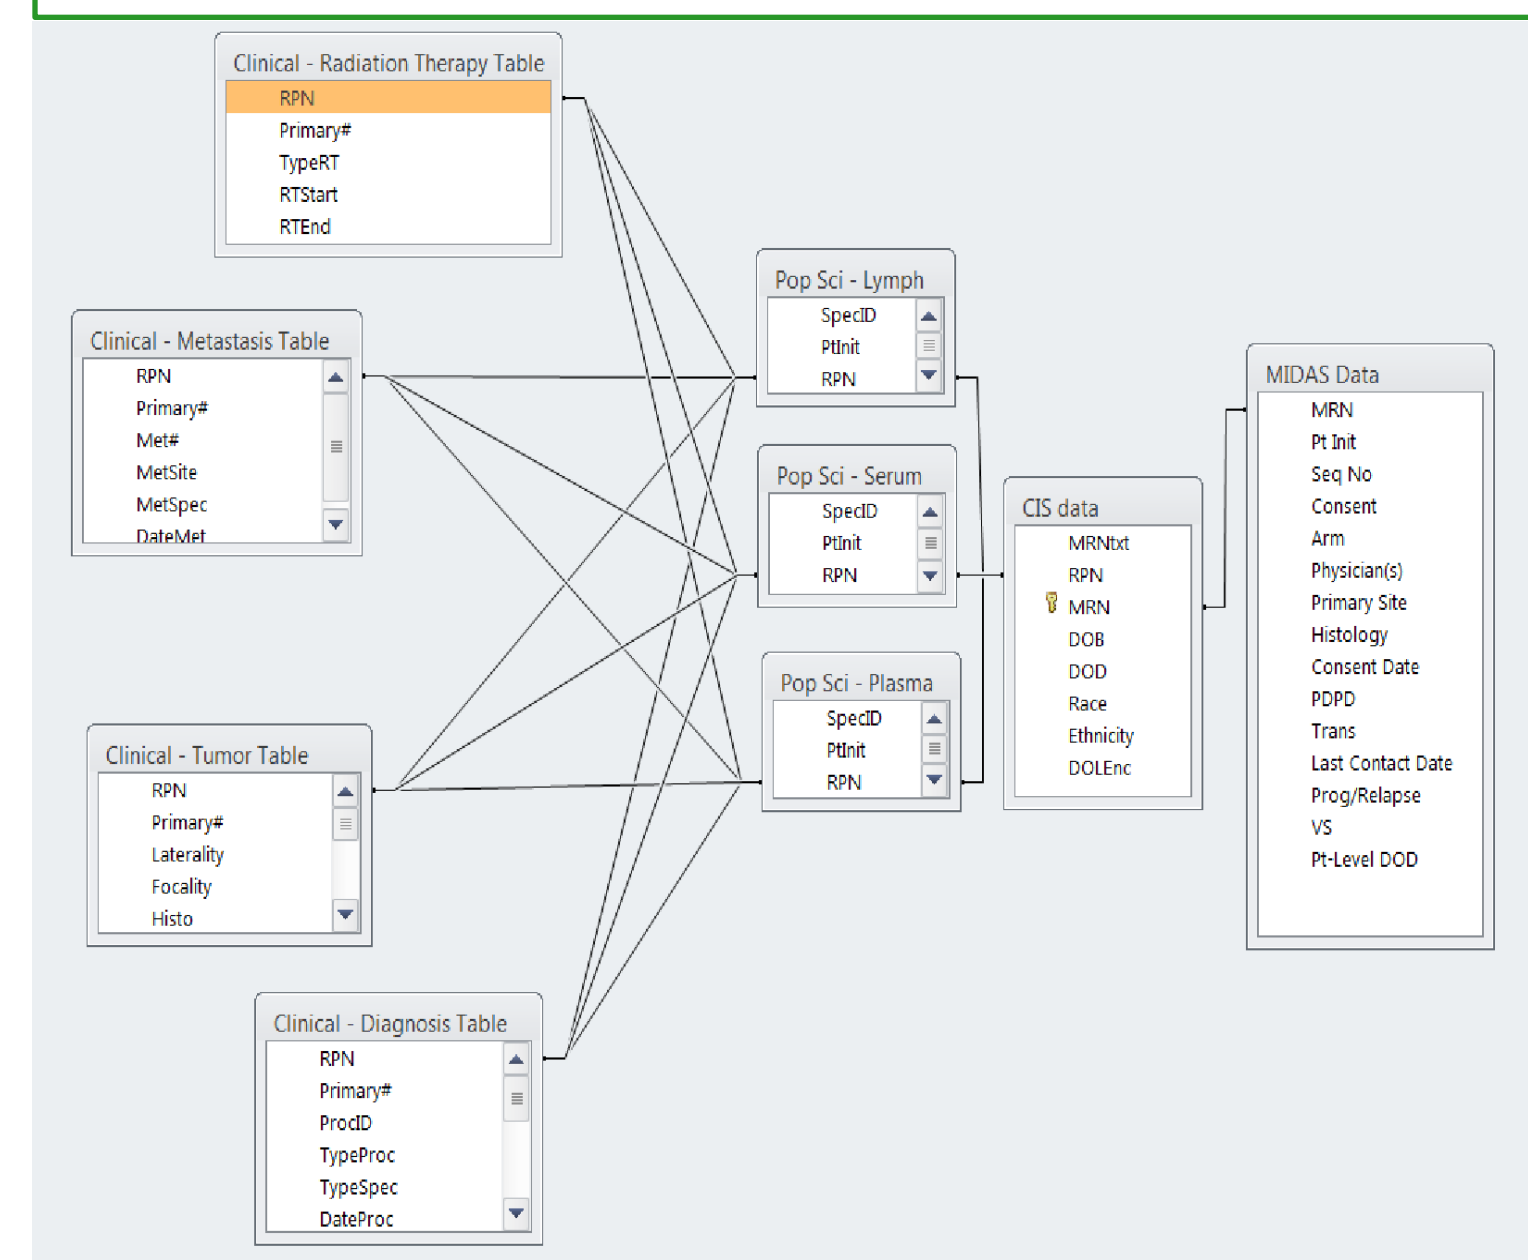 Clinical - Radiation Therapy Table
RPN
Primary#
TypeRT
RTStart
RTEnd
Clinical - Metastasis Table
RPN
Primary#
Met#
MetSite
MetSpec
DateMet
Clinical - Tumor Table
RPN
Primary#
Laterality
Focality
Histo
Clinical - Diagnosis Table
RPN
Primary#
ProcID
TypeProc
TypeSpec
DateProc
Pop Sci - Lymph
SpecID
PtInit
RPN
Pop Sci - Serum
SpecID
PtInit
RPN
Pop Sci - Plasma
SpecID
PtInit
RPN
CIS data
MRNtxt
RPN
MRN
DOB
DOD
Race
Ethnicity
DOLEnc
MIDAS Data
MRN
Pt Init
Seq No
Consent
Arm
Physician(s)
Primary Site
Histology
Consent Date
PDPD
Trans
Last Contact Date
Prog/Relapse
VS
Pt-Level DOD